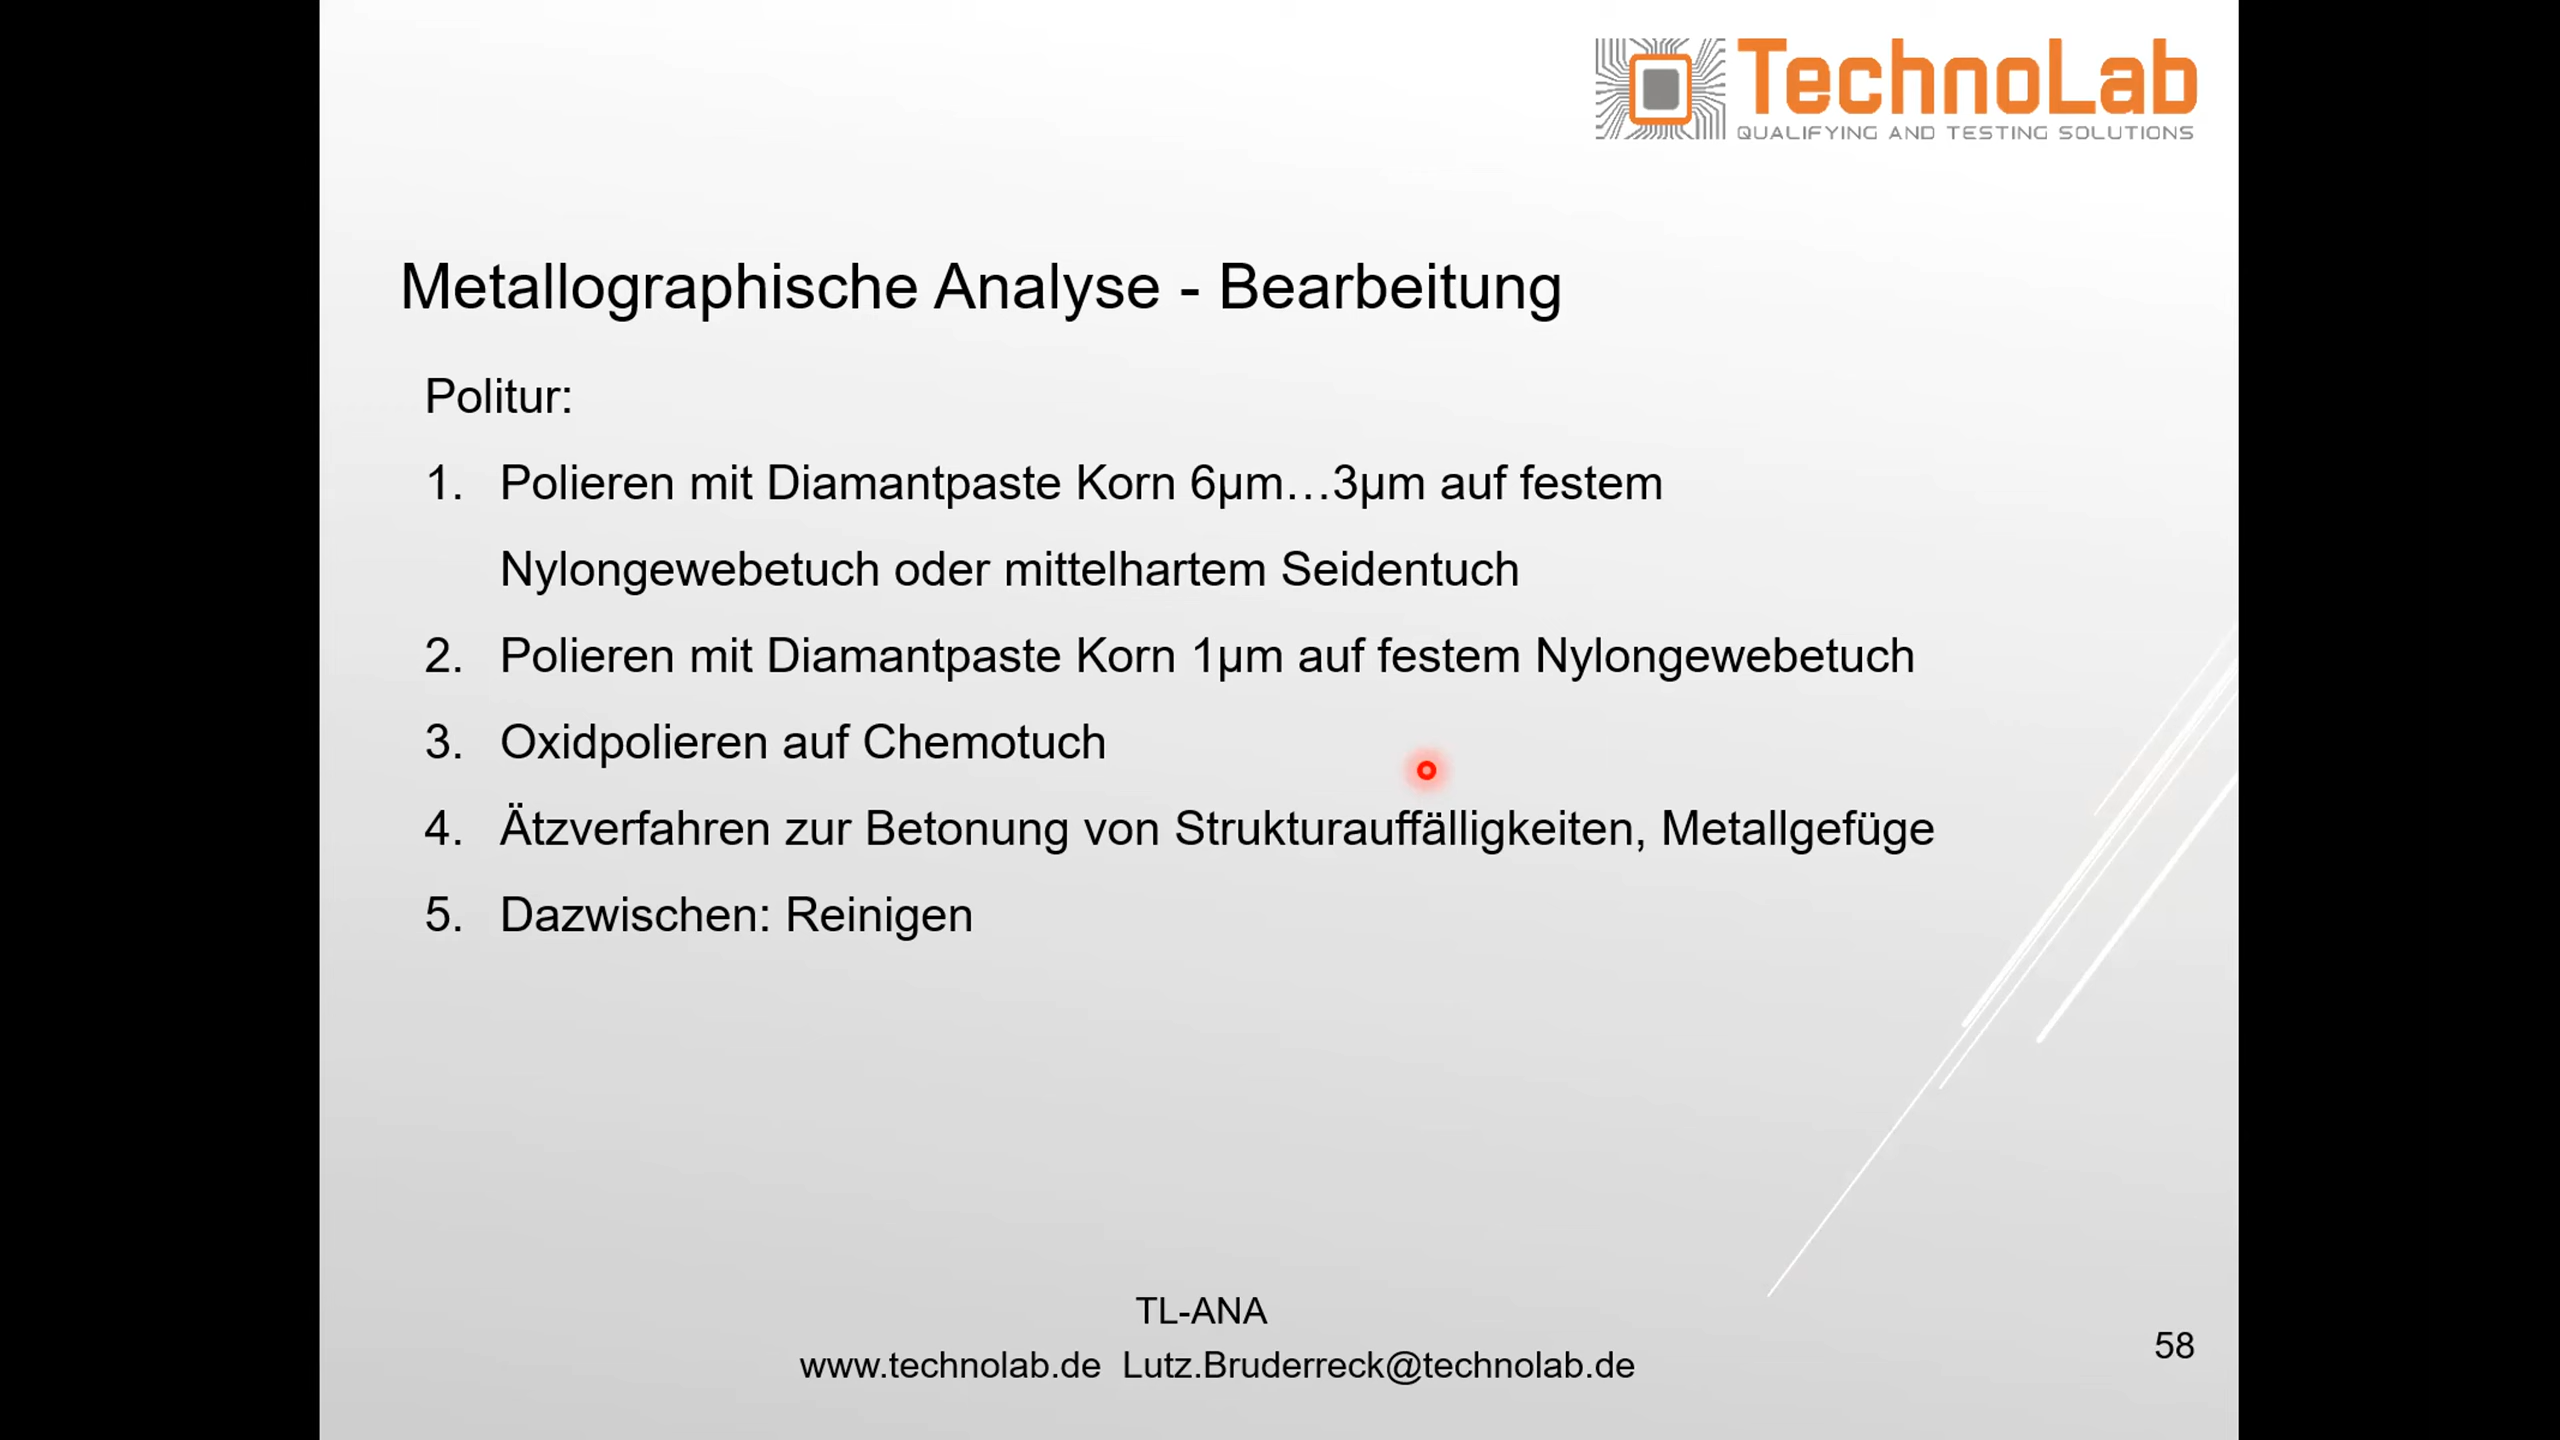 TechnoLab
QUALIFYING AND TESTING SOLUTIONS
Metallographische Analyse - Bearbeitung
Politur:
1. Polieren mit Diamantpaste Korn 6µm…3µm auf festem
Nylongewebetuch oder mittelhartem Seidentuch
2. Polieren mit Diamantpaste Korn 1µm auf festem Nylongewebetuch
3. Oxidpolieren auf Chemotuch
4. Ätzverfahren zur Betonung von Strukturauffälligkeiten, Metallgefüge
5. Dazwischen: Reinigen
TL-ANA
www.technolab.de Lutz.Bruderreck@technolab.de
58